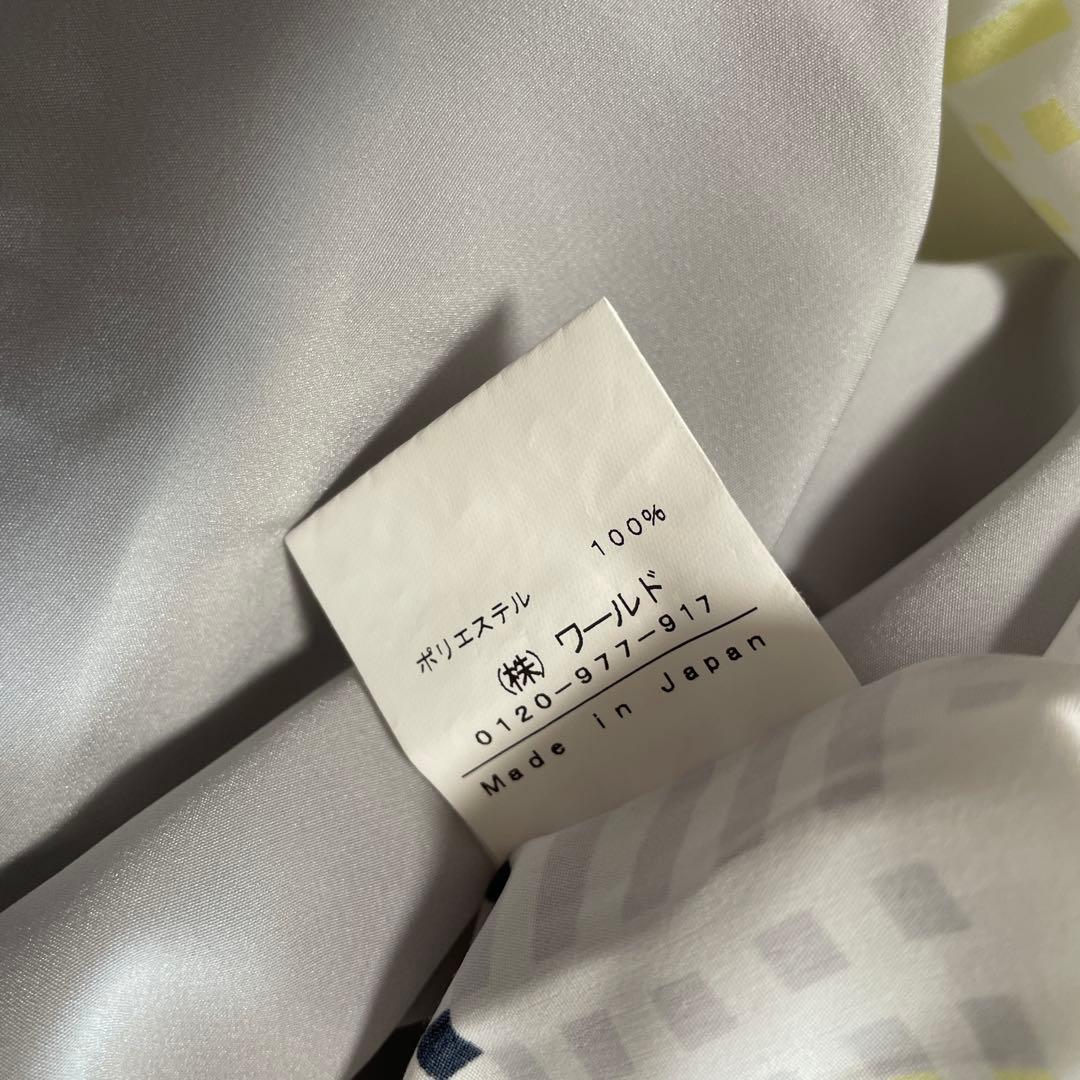 ポリエステル 100%
(株) ワールド
0120-977-917
Made in Japan